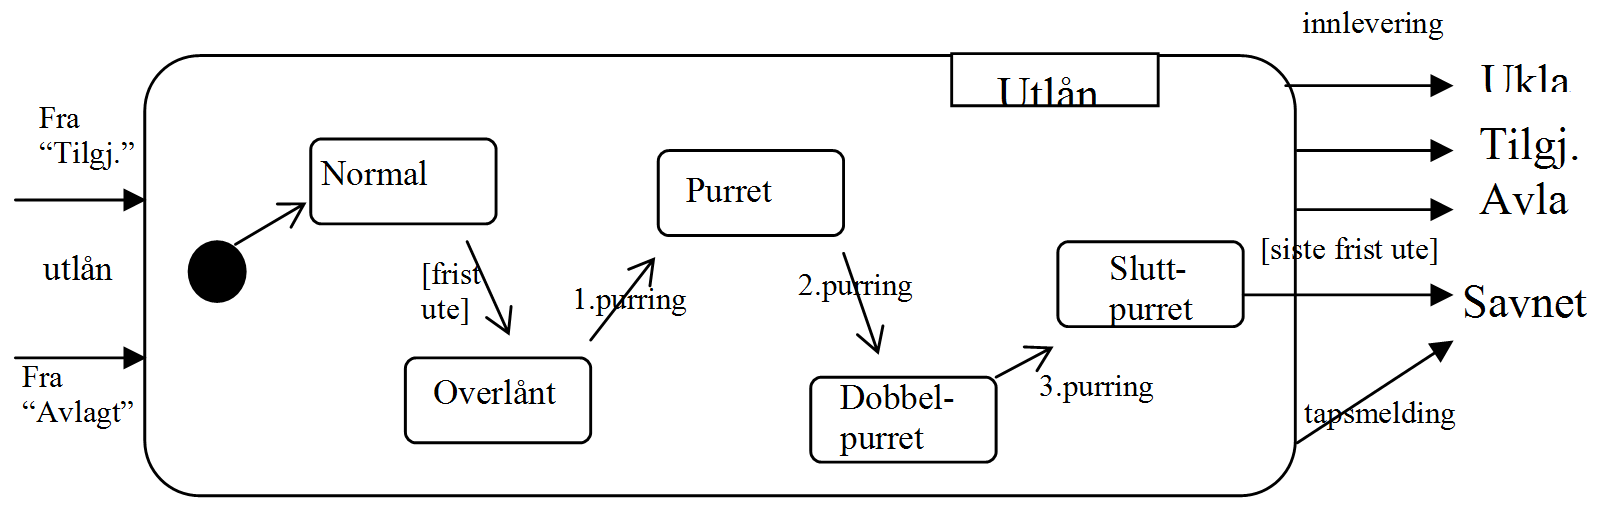 innlevering
Utlån
Ukla
Fra
“Tilgj.”
Tilgj.
Normal
Purret
Avla
utlån
[frist
ute]
1.purring
2.purring
Slutt-
purret
[siste frist ute]
Savnet
Fra
“Avlagt”
Overlånt
Dobbel-
purret
3.purring
tapsmelding